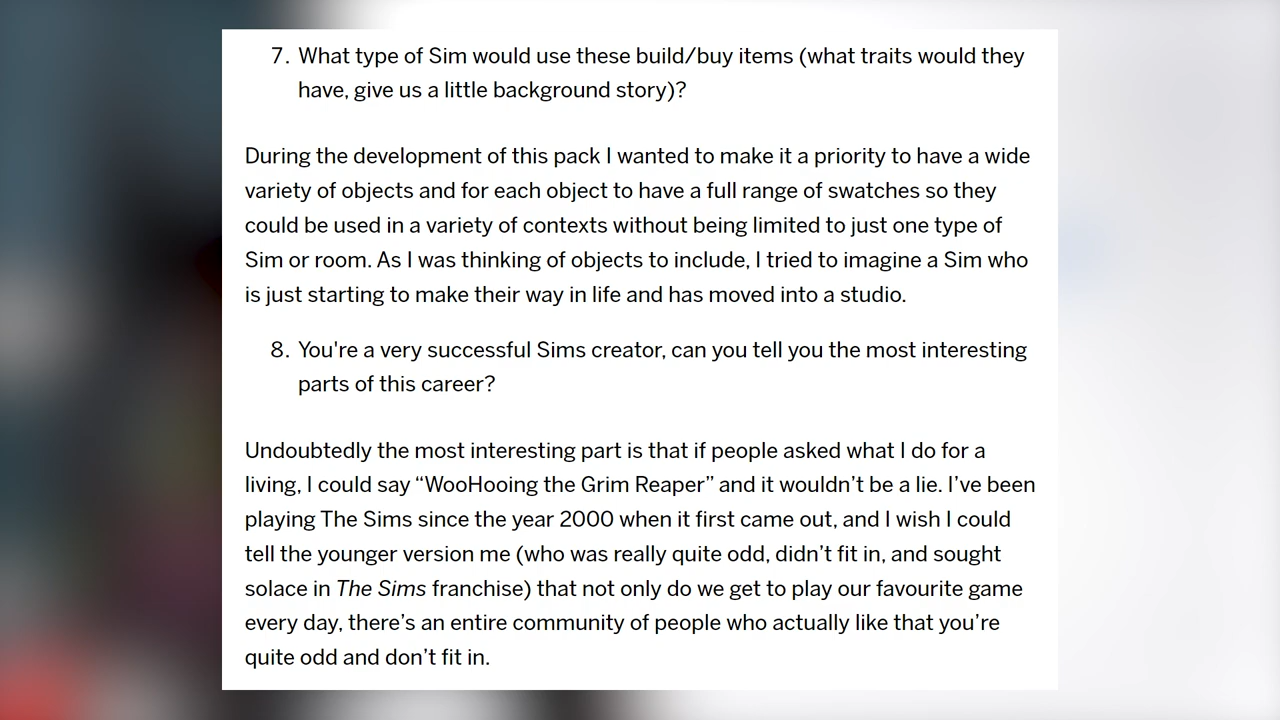 7. What type of Sim would use these build/buy items (what traits would they
have, give us a little background story)?
During the development of this pack I wanted to make it a priority to have a wide
variety of objects and for each object to have a full range of swatches so they
could be used in a variety of contexts without being limited to just one type of
Sim or room. As I was thinking of objects to include, I tried to imagine a Sim who
is just starting to make their way in life and has moved into a studio.
8. You're a very successful Sims creator, can you tell you the most interesting
parts of this career?
Undoubtedly the most interesting part is that if people asked what I do for a
living, I could say “WooHooing the Grim Reaper” and it wouldn’t be a lie. I’ve been
playing The Sims since the year 2000 when it first came out, and I wish I could
tell the younger version me (who was really quite odd, didn’t fit in, and sought
solace in The Sims franchise) that not only do we get to play our favourite game
every day, there’s an entire community of people who actually like that you’re
quite odd and don’t fit in.